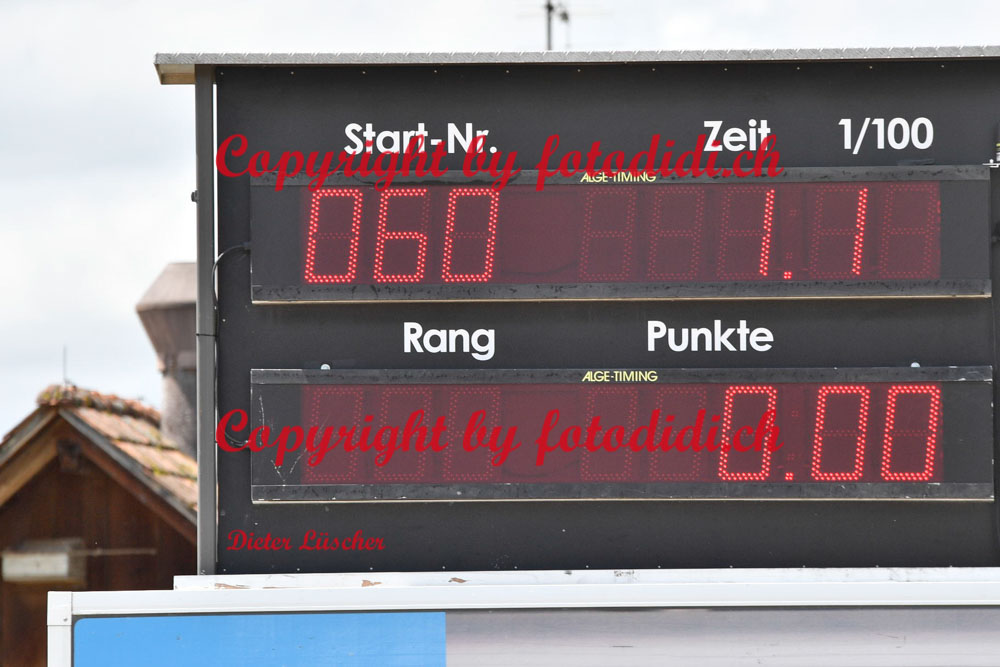 Start-Nr. Zeit 1/100
Copyright by fotodidi.ch
ALGE-TIMING
060 1.1
Rang Punkte
ALGE-TIMING
0.00
Copyright by fotodidi.ch
Dieter Lüscher